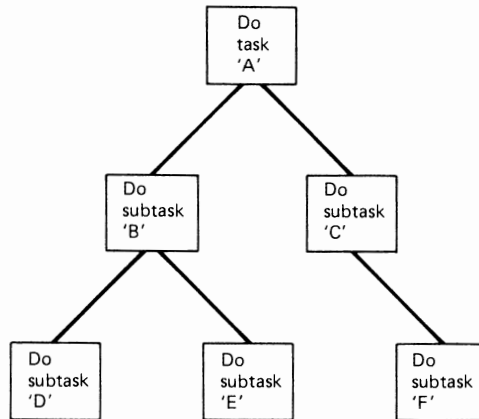 Do
task
'A'
Do
subtask
'B'
Do
subtask
'C'
Do
subtask
'D'
Do
subtask
'E'
Do
subtask
'F'